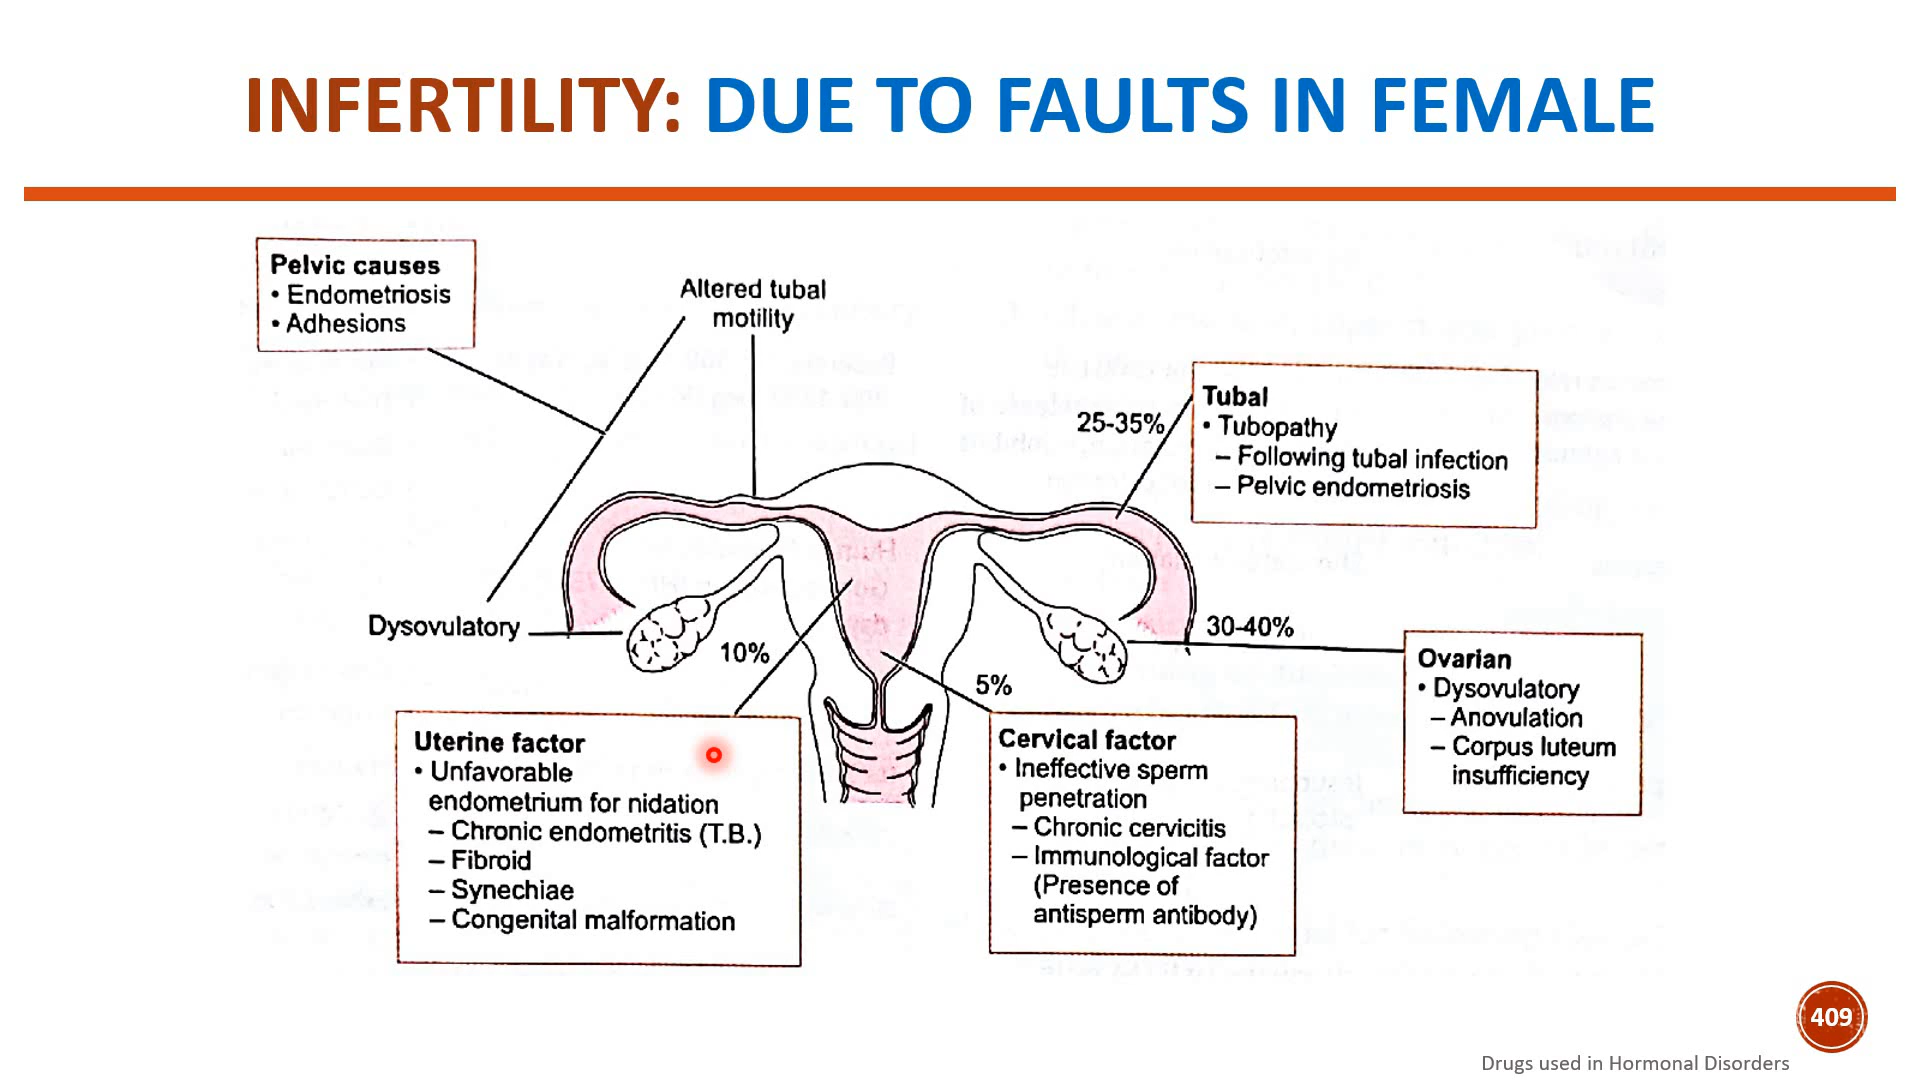 INFERTILITY: DUE TO FAULTS IN FEMALE
Pelvic causes
• Endometriosis
• Adhesions
Altered tubal
motility
25-35%
Tubal
• Tubopathy
– Following tubal infection
– Pelvic endometriosis
Dysovulatory
10%
5%
30-40%
Ovarian
• Dysovulatory
– Anovulation
– Corpus luteum
insufficiency
Uterine factor
• Unfavorable
endometrium for nidation
– Chronic endometritis (T.B.)
– Fibroid
– Synechiae
– Congenital malformation
Cervical factor
• Ineffective sperm
penetration
– Chronic cervicitis
– Immunological factor
(Presence of
antisperm antibody)
409
Drugs used in Hormonal Disorders